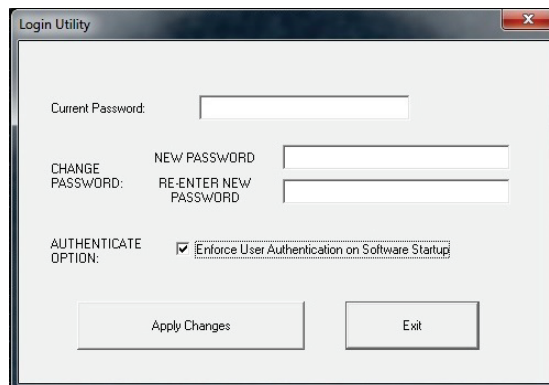 Login Utility
Current Password:
CHANGE
PASSWORD:
NEW PASSWORD
RE-ENTER NEW
PASSWORD
AUTHENTICATE
OPTION:
Enforce User Authentication on Software Startup
Apply Changes
Exit